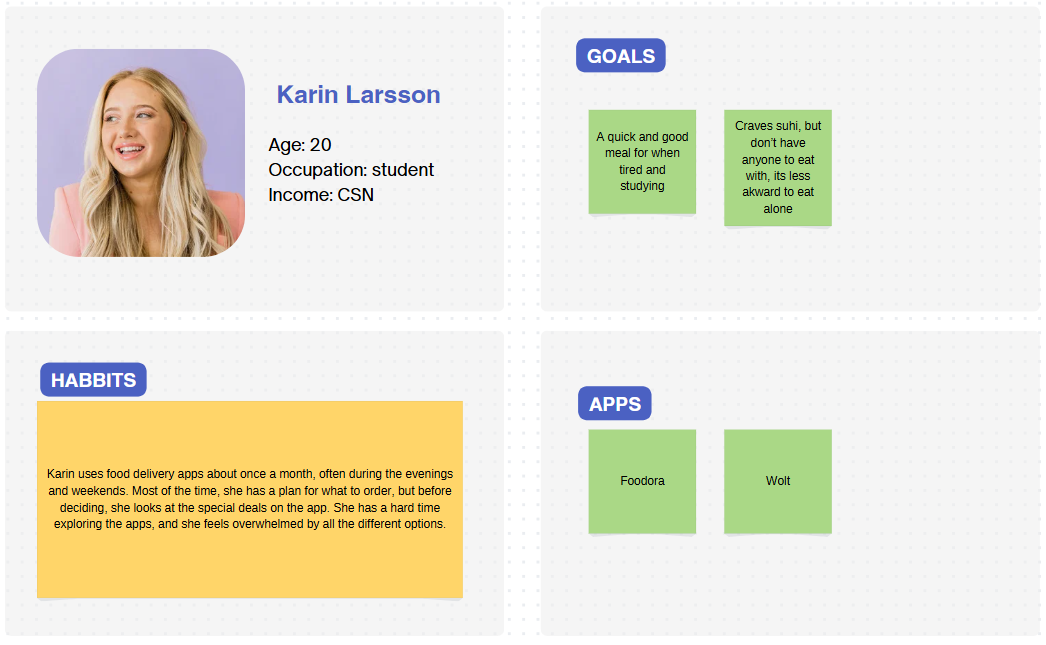 Karin Larsson
Age: 20
Occupation: student
Income: CSN
GOALS
A quick and good
meal for when
tired and
studying
Craves suhi, but
don't have
anyone to eat
with, its less
akward to eat
alone
HABBITS
Karin uses food delivery apps about once a month, often during the evenings
and weekends. Most of the time, she has a plan for what to order, but before
deciding, she looks at the special deals on the app. She has a hard time
exploring the apps, and she feels overwhelmed by all the different options.
APPS
Foodora
Wolt